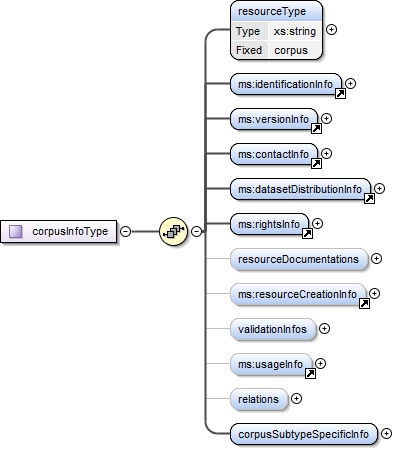 resourceType
Type xs:string
Fixed corpus
ms:identificationInfo
ms:versionInfo
ms:contactInfo
ms:datasetDistributionInfo
ms:rightsInfo
corpusInfoType
resourceDocumentations
ms:resourceCreationInfo
validationInfos
ms:usageInfo
relations
corpusSubtypeSpecificInfo